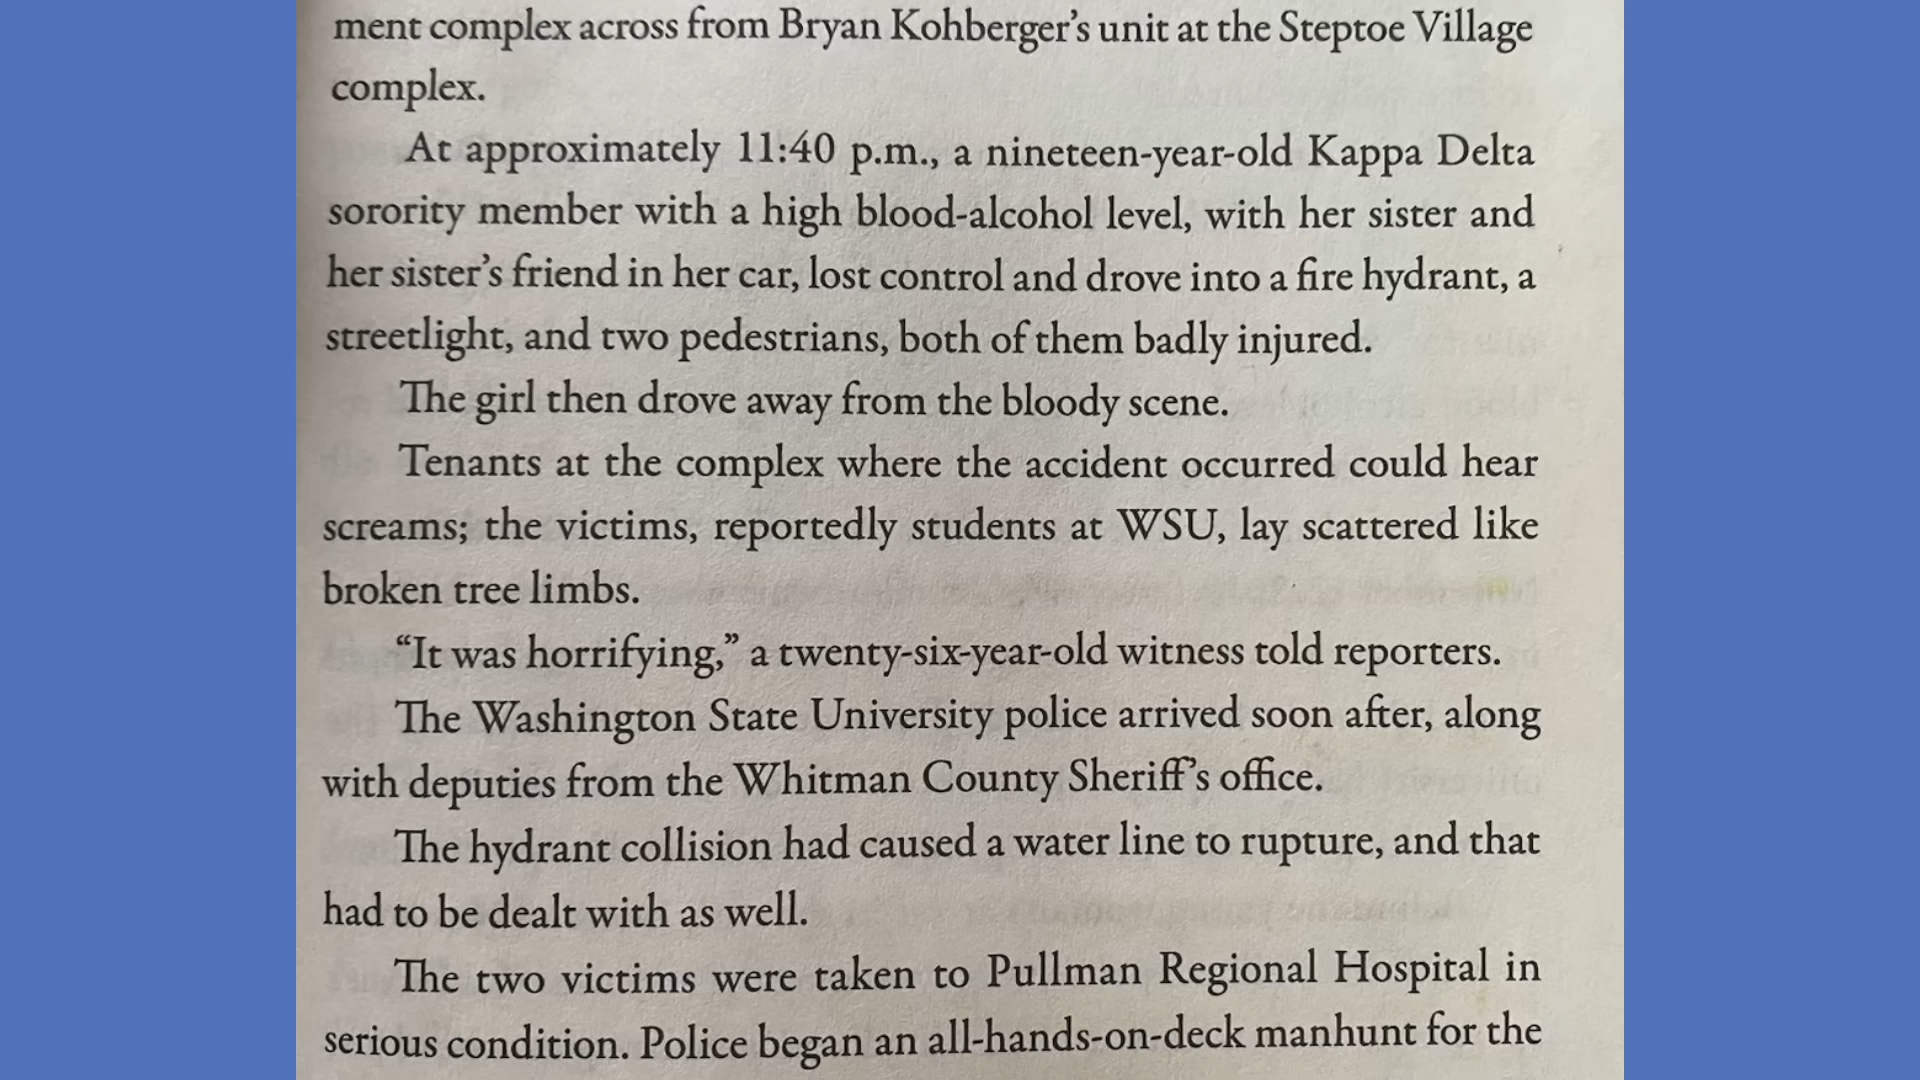 ment complex across from Bryan Kohberger’s unit at the Steptoe Village
complex.
At approximately 11:40 p.m., a nineteen-year-old Kappa Delta
sorority member with a high blood-alcohol level, with her sister and
her sister’s friend in her car, lost control and drove into a fire hydrant, a
streetlight, and two pedestrians, both of them badly injured.
The girl then drove away from the bloody scene.
Tenants at the complex where the accident occurred could hear
screams; the victims, reportedly students at WSU, lay scattered like
broken tree limbs.
“It was horrifying,” a twenty-six-year-old witness told reporters.
The Washington State University police arrived soon after, along
with deputies from the Whitman County Sheriff’s office.
The hydrant collision had caused a water line to rupture, and that
had to be dealt with as well.
The two victims were taken to Pullman Regional Hospital in
serious condition. Police began an all-hands-on-deck manhunt for the